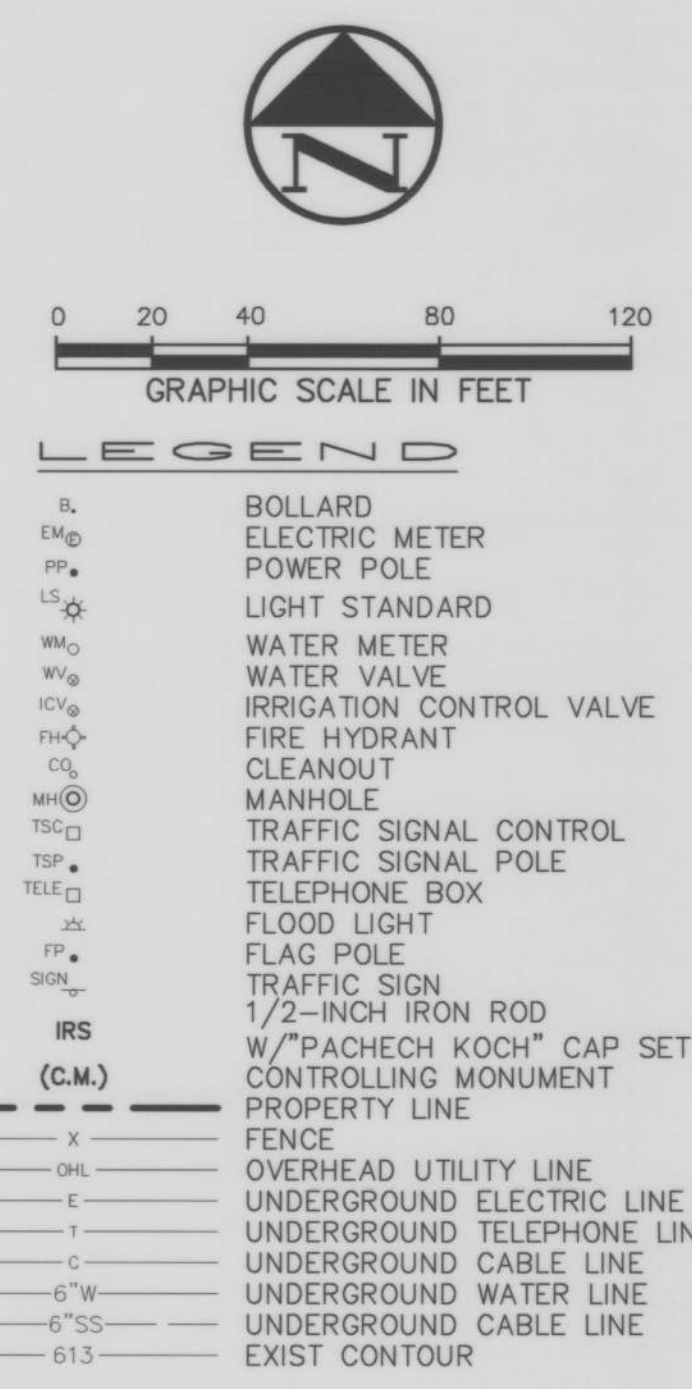 N
0 20 40 80 120
GRAPHIC SCALE IN FEET
LEGEND
B. BOLLARD
EM E ELECTRIC METER
PP POWER POLE
LS LIGHT STANDARD
WM WATER METER
WV WATER VALVE
ICV IRRIGATION CONTROL VALVE
FH FIRE HYDRANT
CO CLEANOUT
MH MANHOLE
TSC TRAFFIC SIGNAL CONTROL
TSP TRAFFIC SIGNAL POLE
TELE TELEPHONE BOX
FLOOD LIGHT
FP FLAG POLE
SIGN TRAFFIC SIGN
1/2-INCH IRON ROD
IRS W/"PACHECH KOCH" CAP SET
(C.M.) CONTROLLING MONUMENT
PROPERTY LINE
X FENCE
OHL OVERHEAD UTILITY LINE
E UNDERGROUND ELECTRIC LINE
T UNDERGROUND TELEPHONE LIN
C UNDERGROUND CABLE LINE
6"W UNDERGROUND WATER LINE
6"SS UNDERGROUND CABLE LINE
613 EXIST CONTOUR